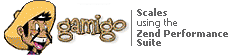 gamigo
Scales
using the
Zend Performance
Suite